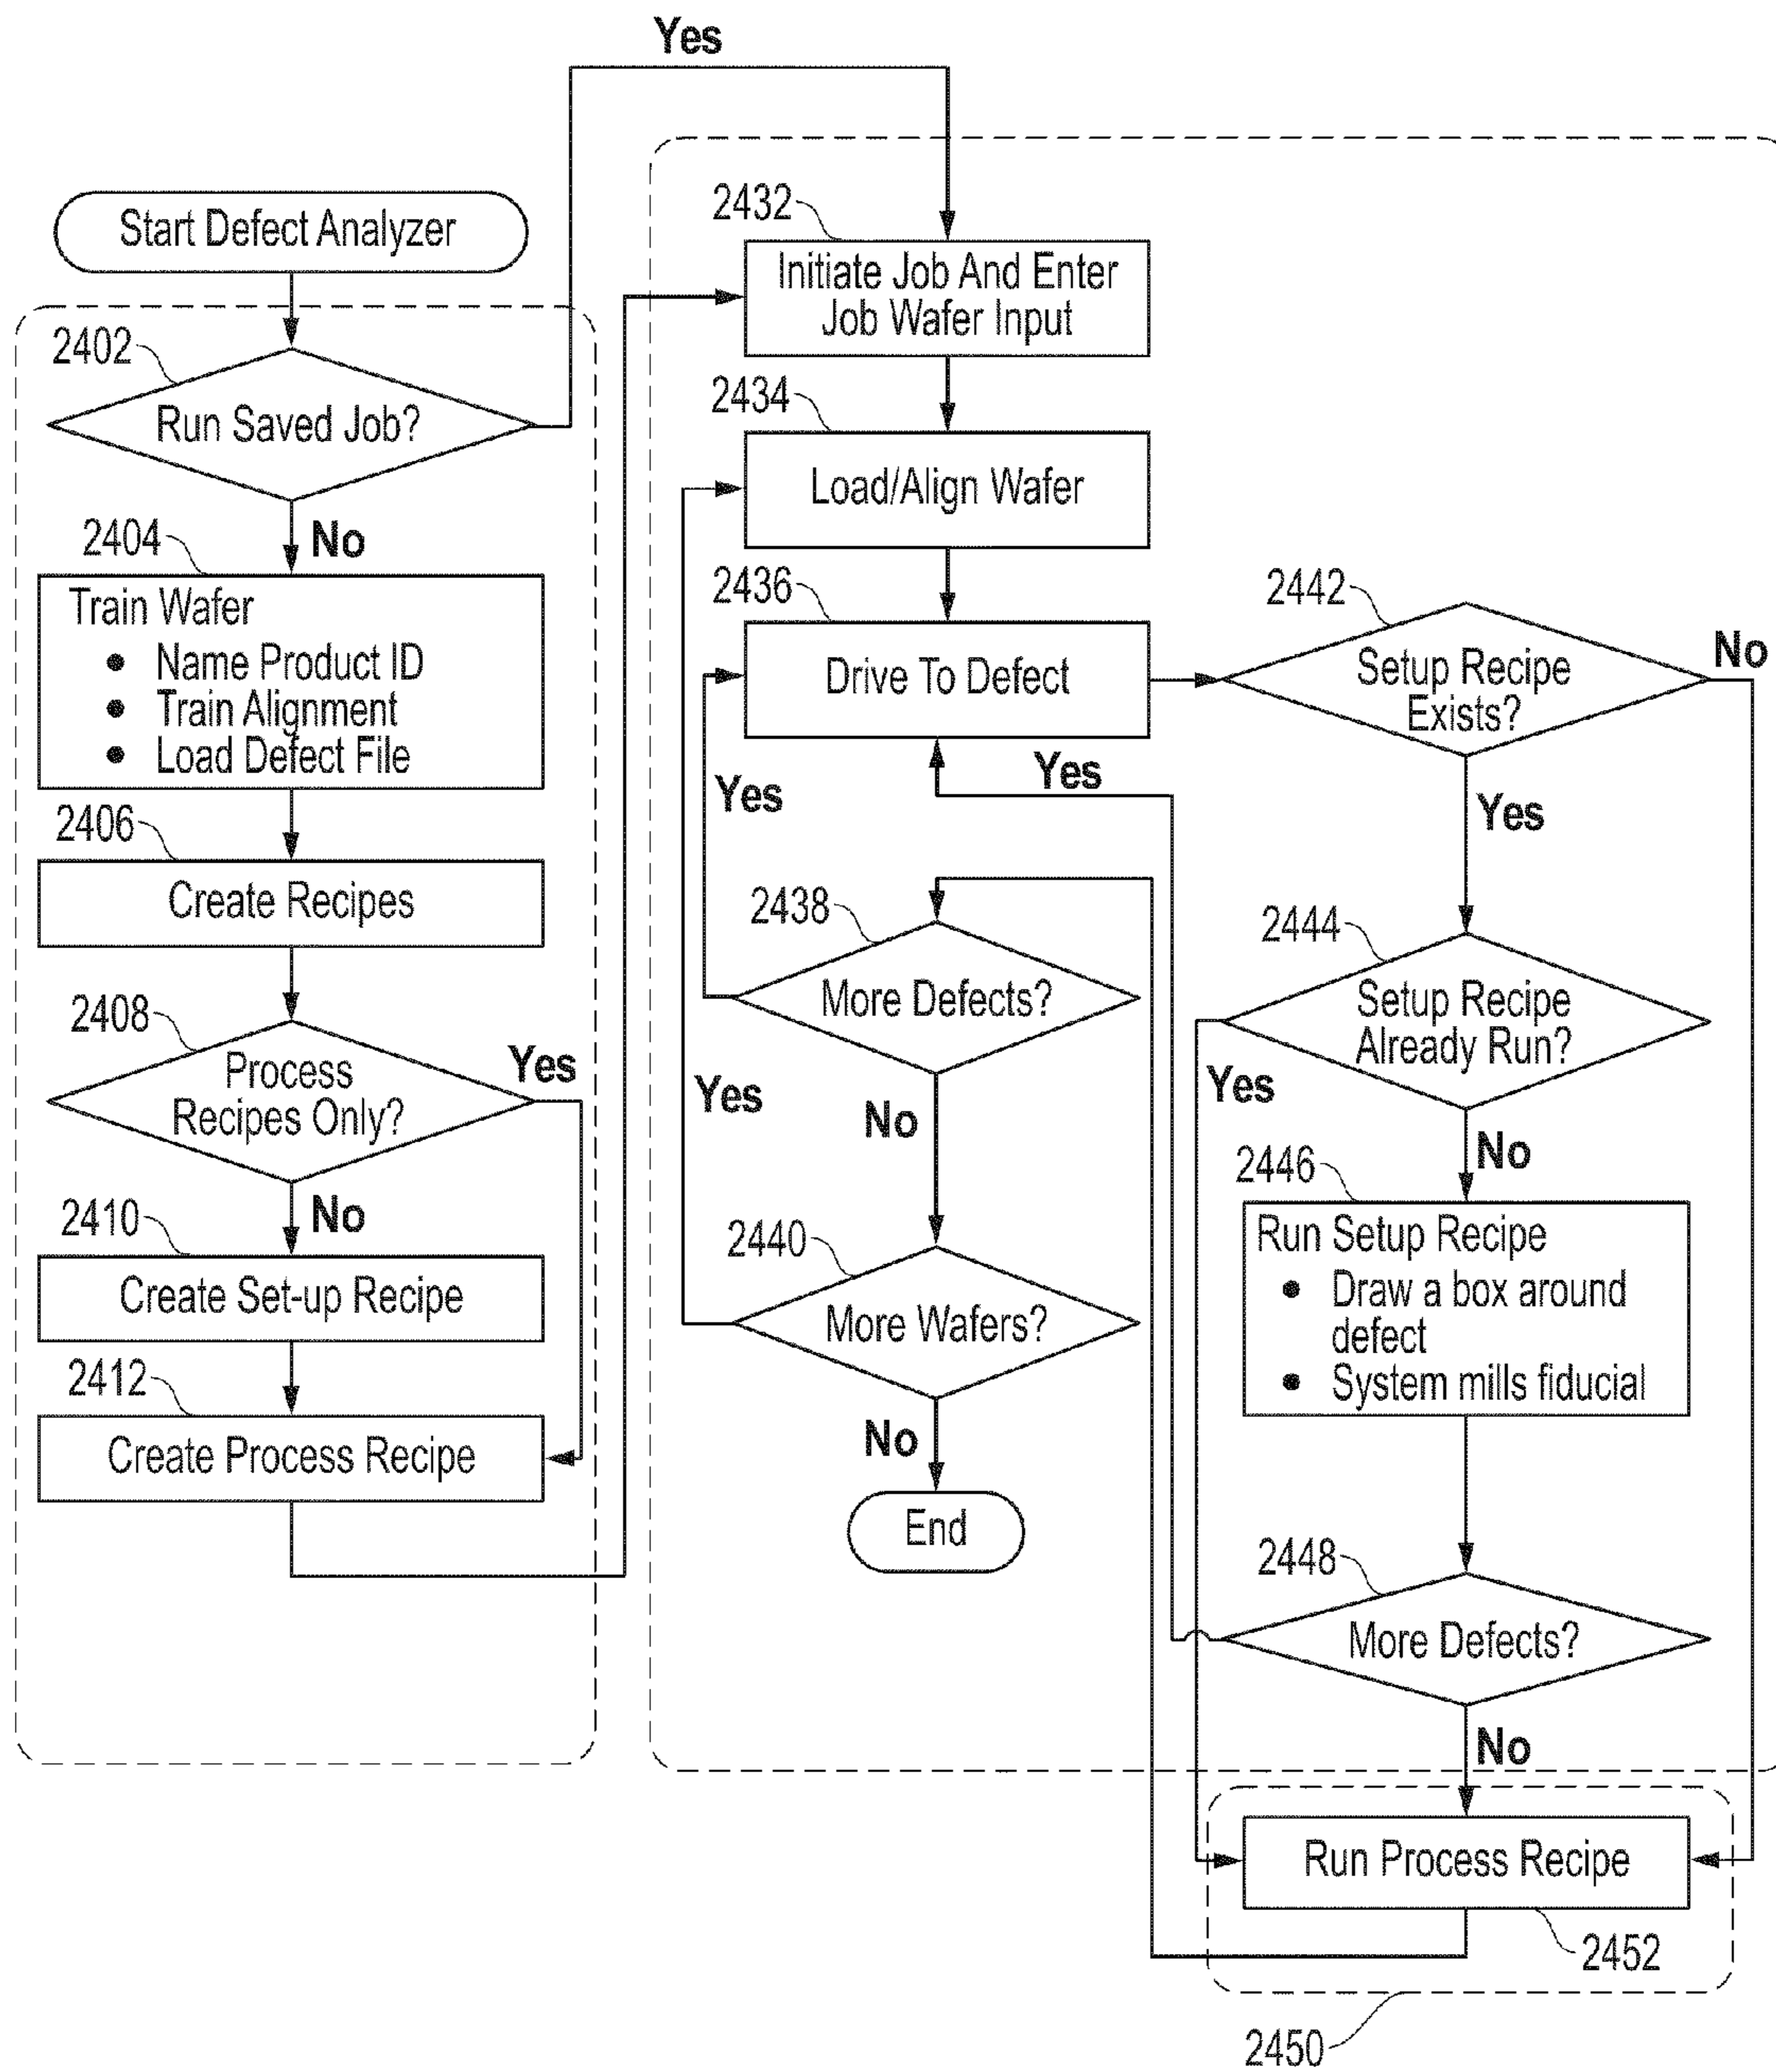 Yes
Start Defect Analyzer
2402
Run Saved Job?
No
2404
Train Wafer
• Name Product ID
• Train Alignment
• Load Defect File
2406
Create Recipes
2408
Process
Recipes Only?
Yes
No
2410
Create Set-up Recipe
2412
Create Process Recipe
2432
Initiate Job And Enter
Job Wafer Input
2434
Load/Align Wafer
2436
Drive To Defect
Yes
Yes
2438
More Defects?
Yes
No
2440
More Wafers?
No
End
2442
Setup Recipe
Exists?
No
Yes
2444
Setup Recipe
Already Run?
Yes
No
2446
Run Setup Recipe
• Draw a box around
defect
• System mills fiducial
2448
More Defects?
No
Run Process Recipe
2452
2450